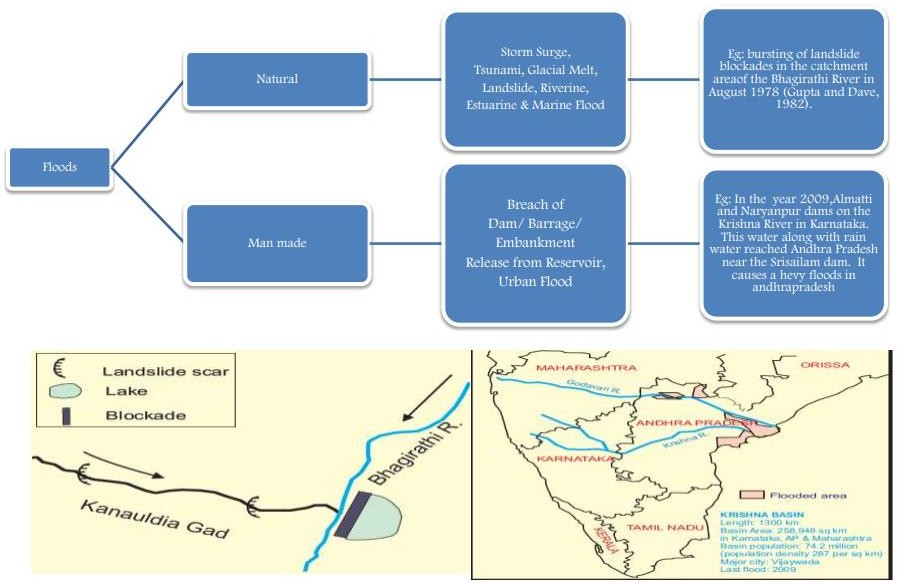 Floods
Natural
Storm Surge,
Tsunami, Glacial Melt,
Landslide, Riverine,
Estuarine & Marine Flood
Eg: bursting of landslide
blockades in the catchment
areaof the Bhagirathi River in
August 1978 (Gupta and Dave,
1982).
Man made
Breach of
Dam/ Barrage/
Embankment
Release from Reservoir,
Urban Flood
Eg: In the year 2009,Almatti
and Naryanpur dams on the
Krishna River in Karnataka.
This water along with rain
water reached Andhra Pradesh
near the Srisailam dam. It
causes a hevy floods in
andhrapradesh
Landslide scar
Lake
Blockade
Bhagirathi R.
Kanauldia Gad
MAHARASHTRA
ORISSA
Godavari R.
ANDHRA PRADESH
Krishna R.
KARNATAKA
Flooded area
TAMIL NADU
KERALA
KRISHNA BASIN
Length: 1300 km
Basin Area: 258.948 sq km
in Karnataka, AP & Maharashtra
Basin population: 74.2 million
(population density 287 per sq km)
Major city: Vijaywada
Last flood: 2009